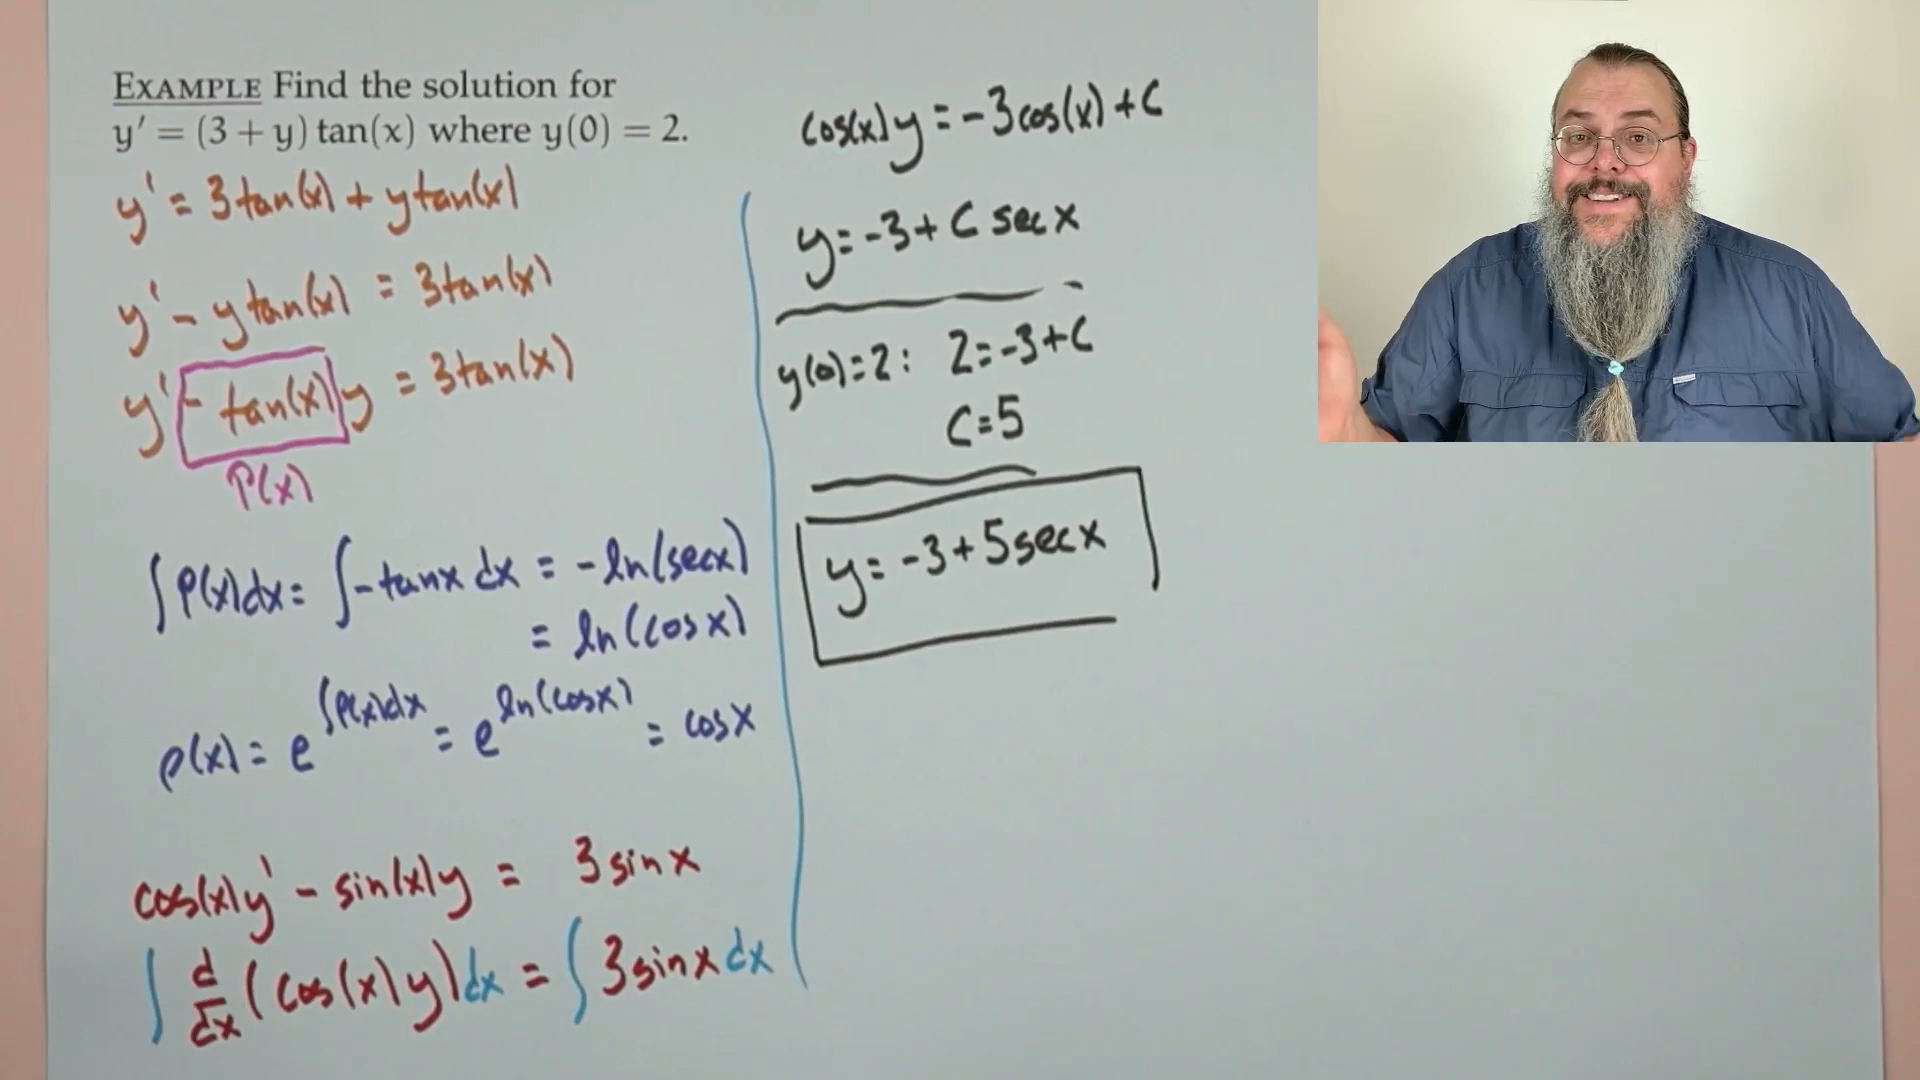 EXAMPLE Find the solution for
y' = (3 + y) tan(x) where y(0) = 2.
y' = 3tan(x) + ytan(x)
y' - ytan(x) = 3tan(x)
y' - tan(x) y = 3tan(x)
P(x)
∫P(x)dx = ∫-tanx dx = -ln(secx)
= ln(cosx)
ρ(x) = e^∫P(x)dx = e^ln(cosx) = cosx
cos(x)y' - sin(x)y = 3sinx
∫ d/dx (cos(x)y)dx = ∫3sinxdx
cos(x)y = -3cos(x)+C
y = -3+C secx
y(0)=2: 2=-3+C
C=5
y = -3+5secx